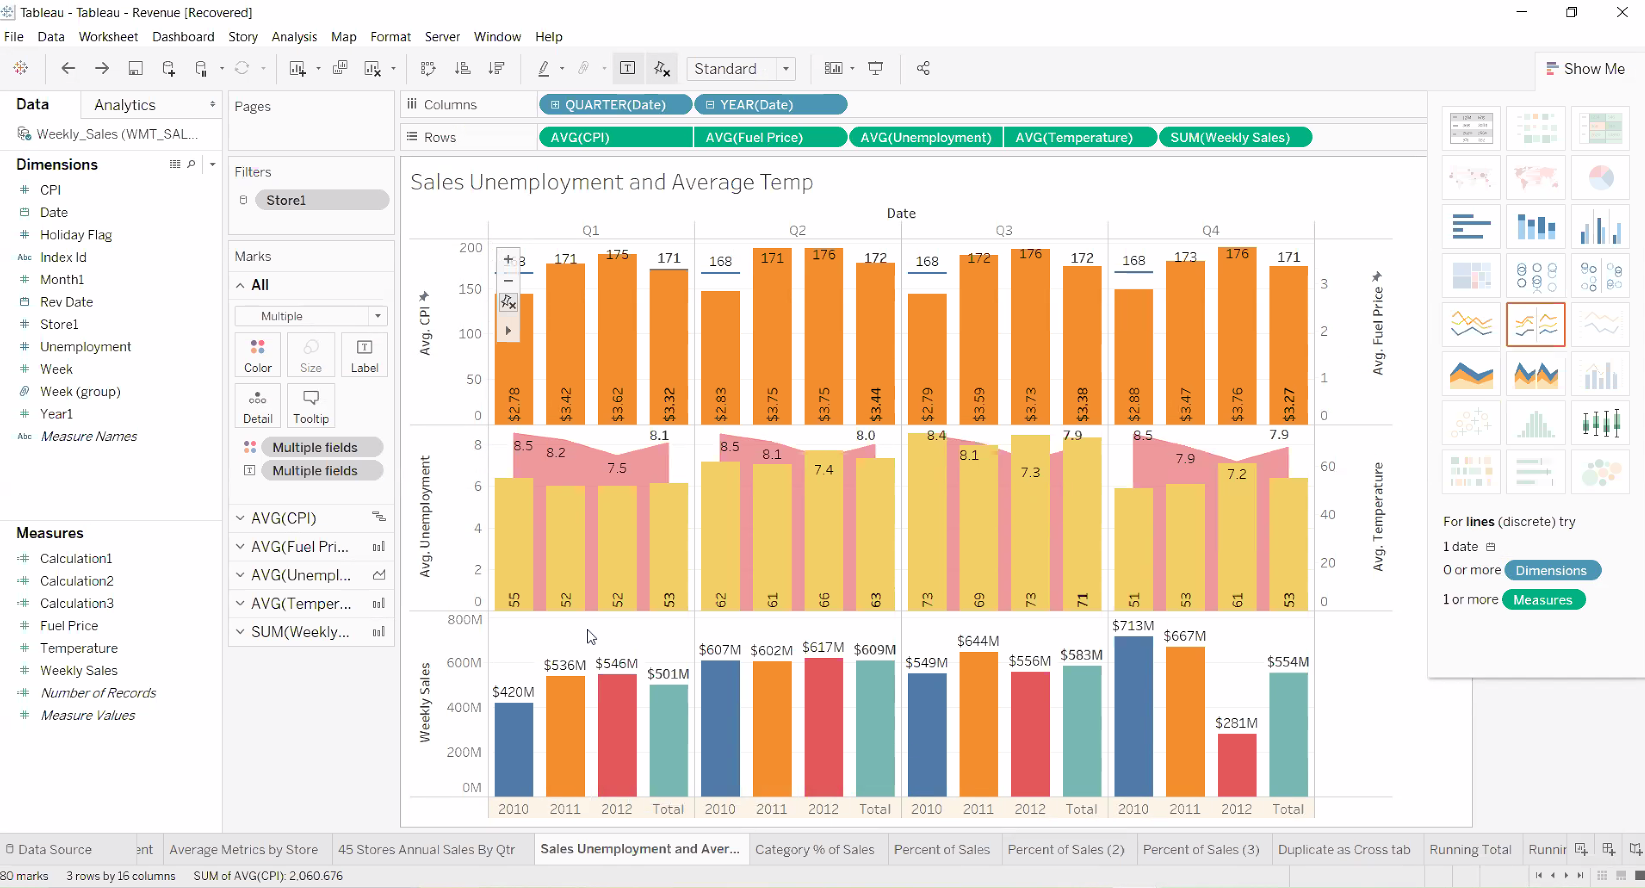 Tableau - Tableau - Revenue [Recovered]
File Data Worksheet Dashboard Story Analysis Map Format Server Window Help
Standard
Show Me
Data Analytics
Weekly_Sales (WMT_SAL...
Dimensions
CPI
Date
Holiday Flag
Abc Index Id
Month1
Rev Date
Store1
Unemployment
Week
Week (group)
Year1
Abc Measure Names
Measures
Calculation1
Calculation2
Calculation3
Fuel Price
Temperature
Weekly Sales
Number of Records
Measure Values
Pages
Filters
Store1
Marks
All
Multiple
Color Size Label
Detail Tooltip
Multiple fields
Multiple fields
AVG(CPI)
AVG(Fuel Pri...
AVG(Unempl...
AVG(Temper...
SUM(Weekly...
Columns QUARTER(Date) YEAR(Date)
Rows AVG(CPI) AVG(Fuel Price) AVG(Unemployment) AVG(Temperature) SUM(Weekly Sales)
Sales Unemployment and Average Temp
Date
Q1 Q2 Q3 Q4
Avg. CPI
200
150
100
50
0
171 175 171 168 171 176 172 168 172 176 172 168 173 176 171
$2.78 $3.42 $3.62 $3.32 $2.83 $3.75 $3.75 $3.44 $2.79 $3.59 $3.73 $3.38 $2.88 $3.47 $3.76 $3.27
3
2
1
0
Avg. Fuel Price
Avg. Unemployment
8
6
4
2
0
8.5 8.2 7.5 8.1 8.5 8.1 7.4 8.0 8.4 8.1 7.3 7.9 8.5 7.9 7.2 7.9
55 52 52 53 62 61 66 63 73 69 73 71 51 53 61 53
60
40
20
0
Avg. Temperature
Weekly Sales
800M
600M
400M
200M
0M
$420M $536M $546M $501M $607M $602M $617M $609M $549M $644M $556M $583M $713M $667M $281M $554M
2010 2011 2012 Total 2010 2011 2012 Total 2010 2011 2012 Total 2010 2011 2012 Total
For lines (discrete) try
1 date
0 or more Dimensions
1 or more Measures
Data Source ent Average Metrics by Store 45 Stores Annual Sales By Qtr Sales Unemployment and Aver... Category % of Sales Percent of Sales Percent of Sales (2) Percent of Sales (3) Duplicate as Cross tab Running Total Runnin
80 marks 3 rows by 16 columns SUM of AVG(CPI): 2,060.676